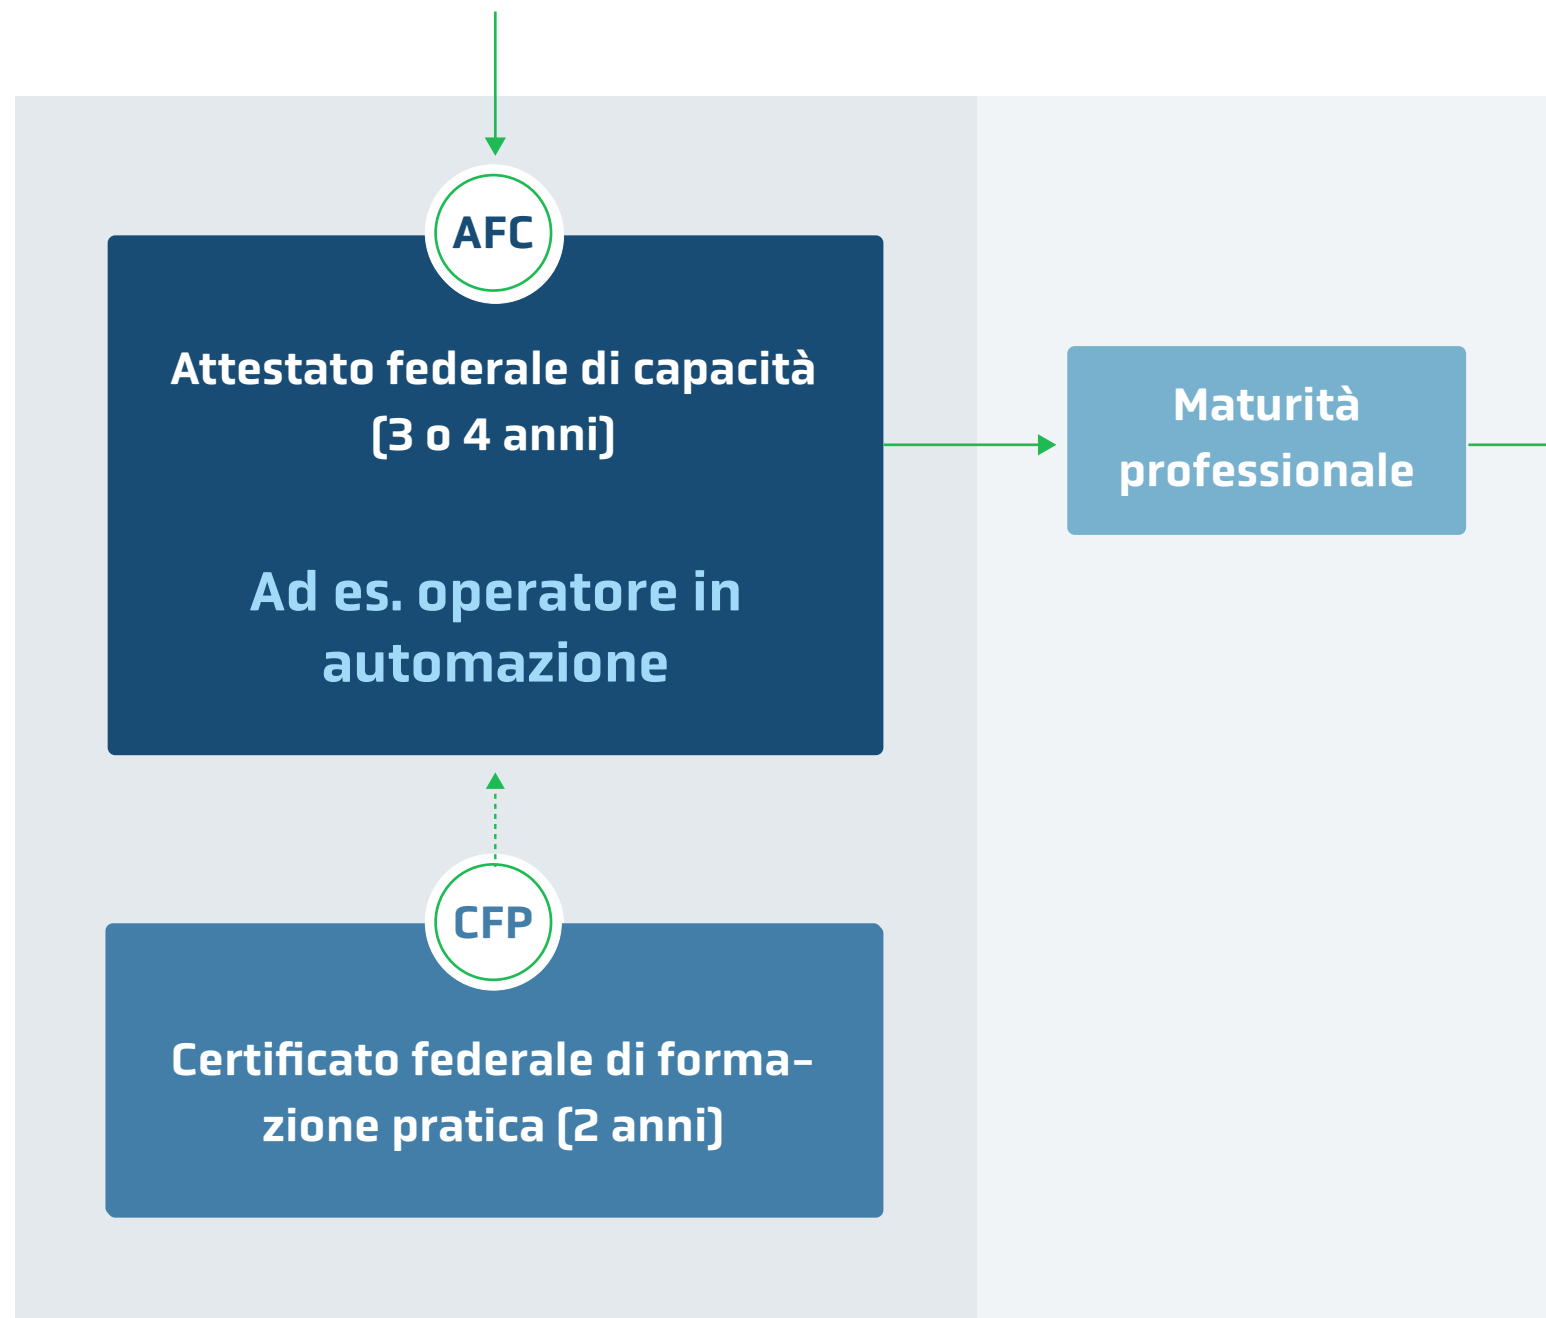 AFC
Attestato federale di capacità
(3 o 4 anni)
Ad es. operatore in
automazione
Maturità
professionale
CFP
Certificato federale di forma–
zione pratica (2 anni)